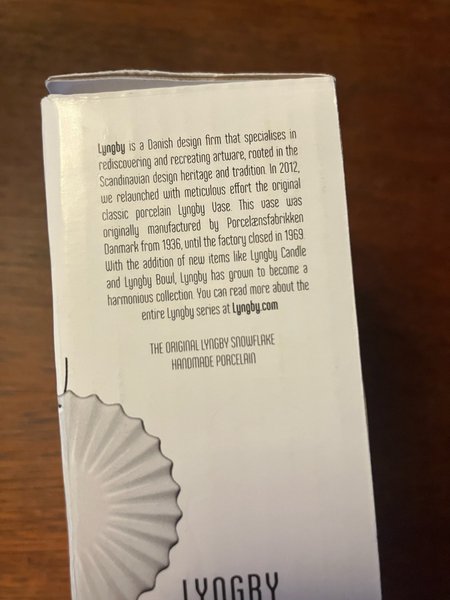 Lyngby is a Danish design firm that specialises in
rediscovering and recreating artware, rooted in the
Scandinavian design heritage and tradition. In 2012,
we relaunched with meticulous effort the original
classic porcelain Lyngby Vase. This vase was
originally manufactured by Porcelænsfabrikken
Danmark from 1936, until the factory closed in 1969.
With the addition of new items like Lyngby Candle
and Lyngby Bowl, Lyngby has grown to become a
harmonious collection. You can read more about the
entire Lyngby series at Lyngby.com
THE ORIGINAL LYNGBY SNOWFLAKE
HANDMADE PORCELAIN
LYNGBY